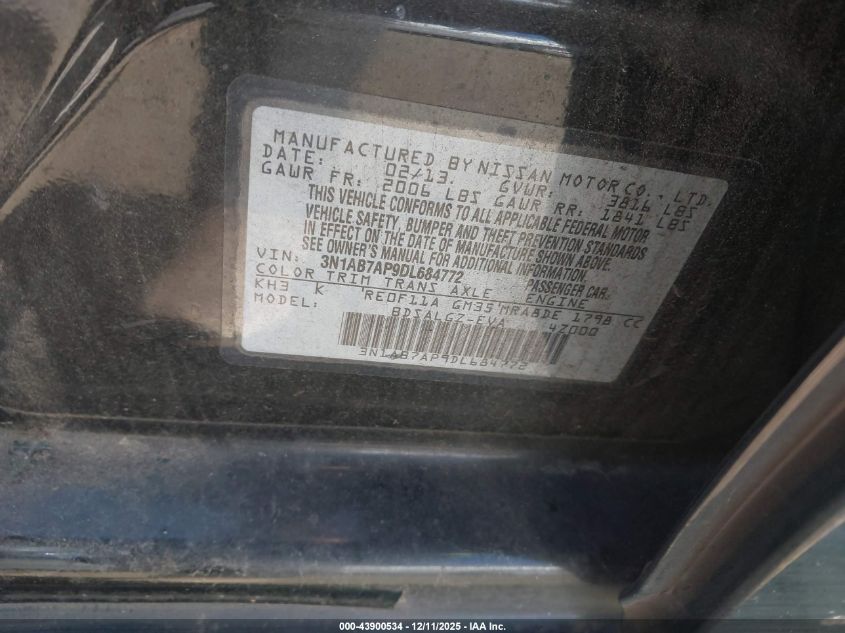 MANUFACTURED BY NISSAN MOTOR CO., LTD.
DATE: 02/13 GVWR: 3816 LBS
GAWR FR: 2006 LBS GAWR RR: 1841 LBS
THIS VEHICLE CONFORMS TO ALL APPLICABLE FEDERAL MOTOR
VEHICLE SAFETY, BUMPER AND THEFT PREVENTION STANDARDS
IN EFFECT ON THE DATE OF MANUFACTURE SHOWN ABOVE.
SEE OWNER'S MANUAL FOR ADDITIONAL INFORMATION.
VIN: 3N1AB7AP9DL684772 PASSENGER CAR
COLOR TRIM TRANS AXLE ENGINE
KH3 K RE0F11A GM35 MRA8DE 1798 CC
MODEL: BDSALGZ-EVA 47000
3N1AB7AP9DL684772
000-43900534 - 12/11/2025 - IAA Inc.